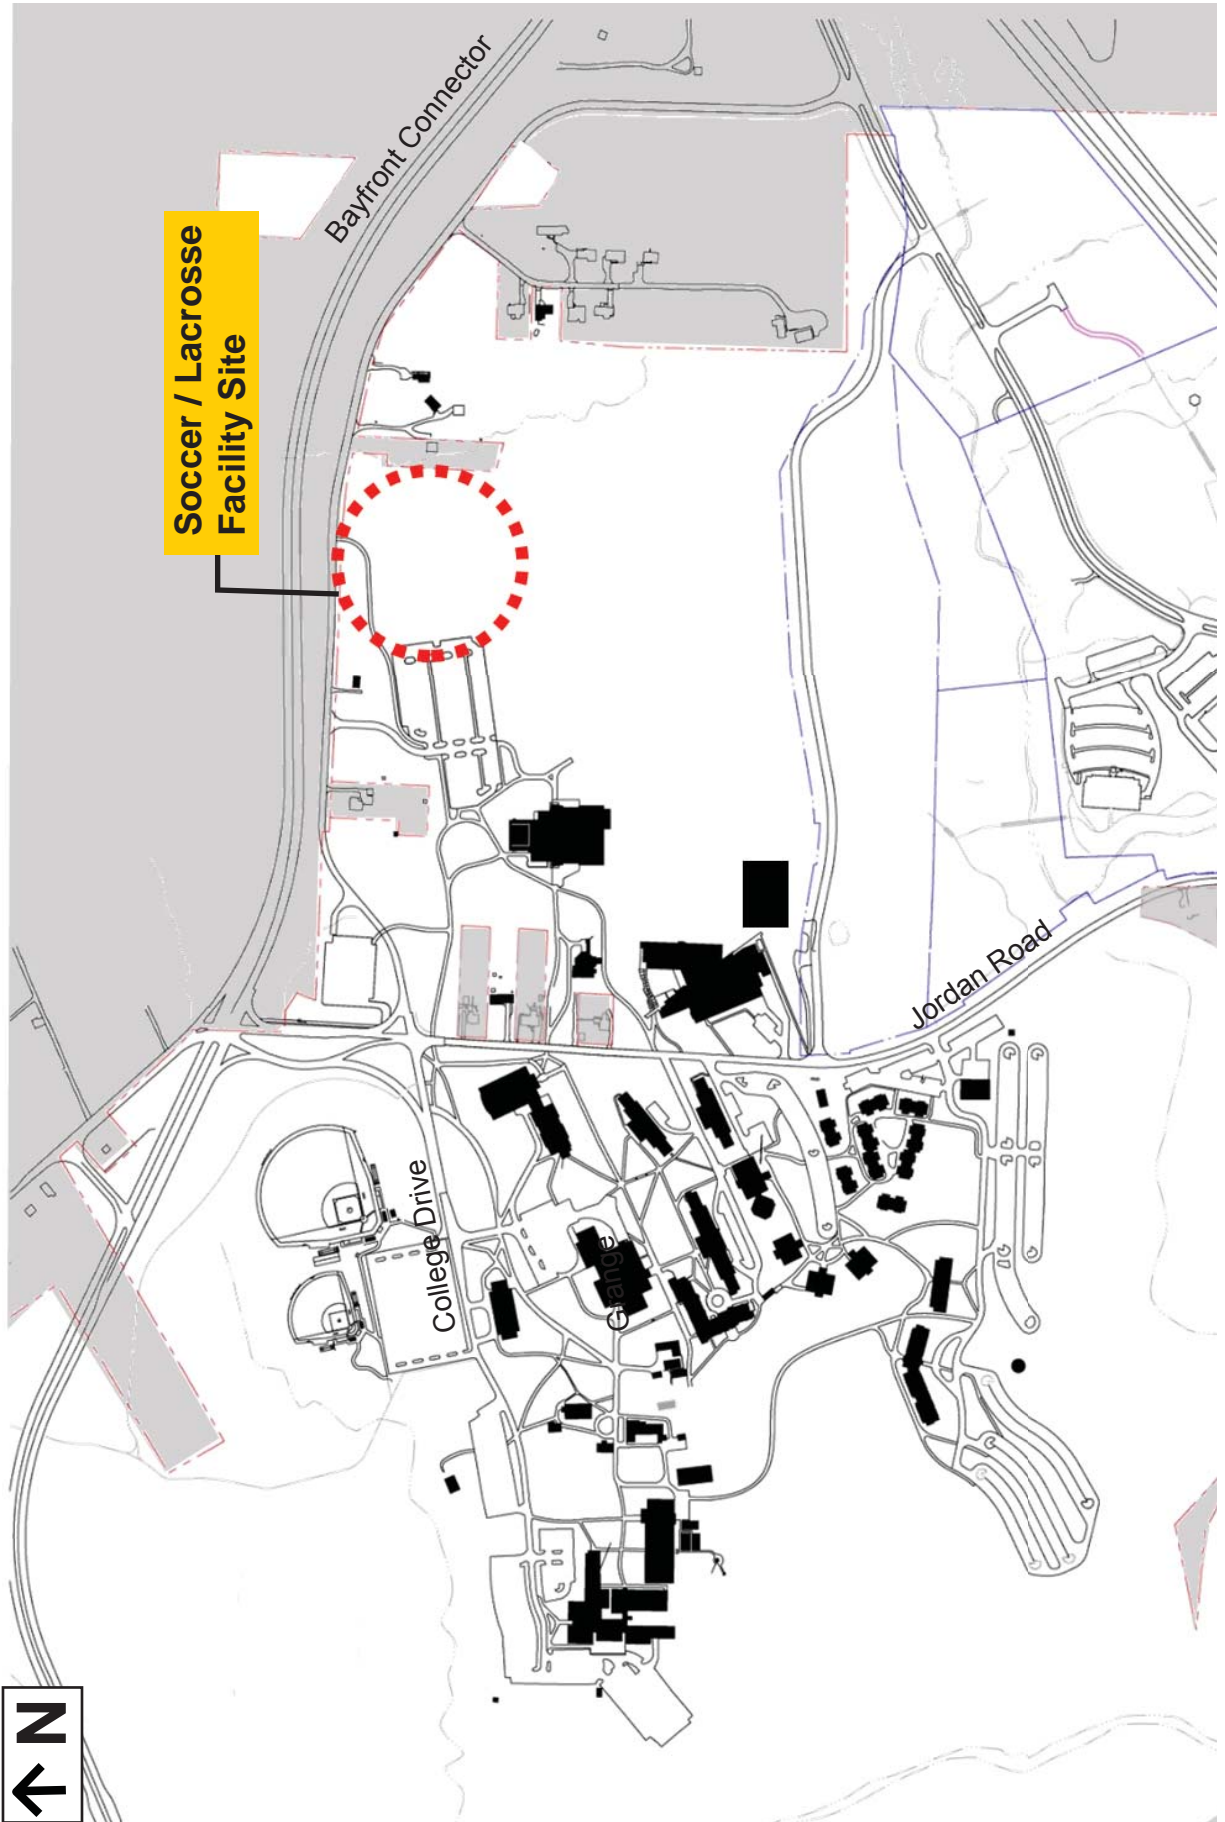 Bayfront Connector
Soccer / Lacrosse
Facility Site
Jordan Road
College Drive
Grange
N